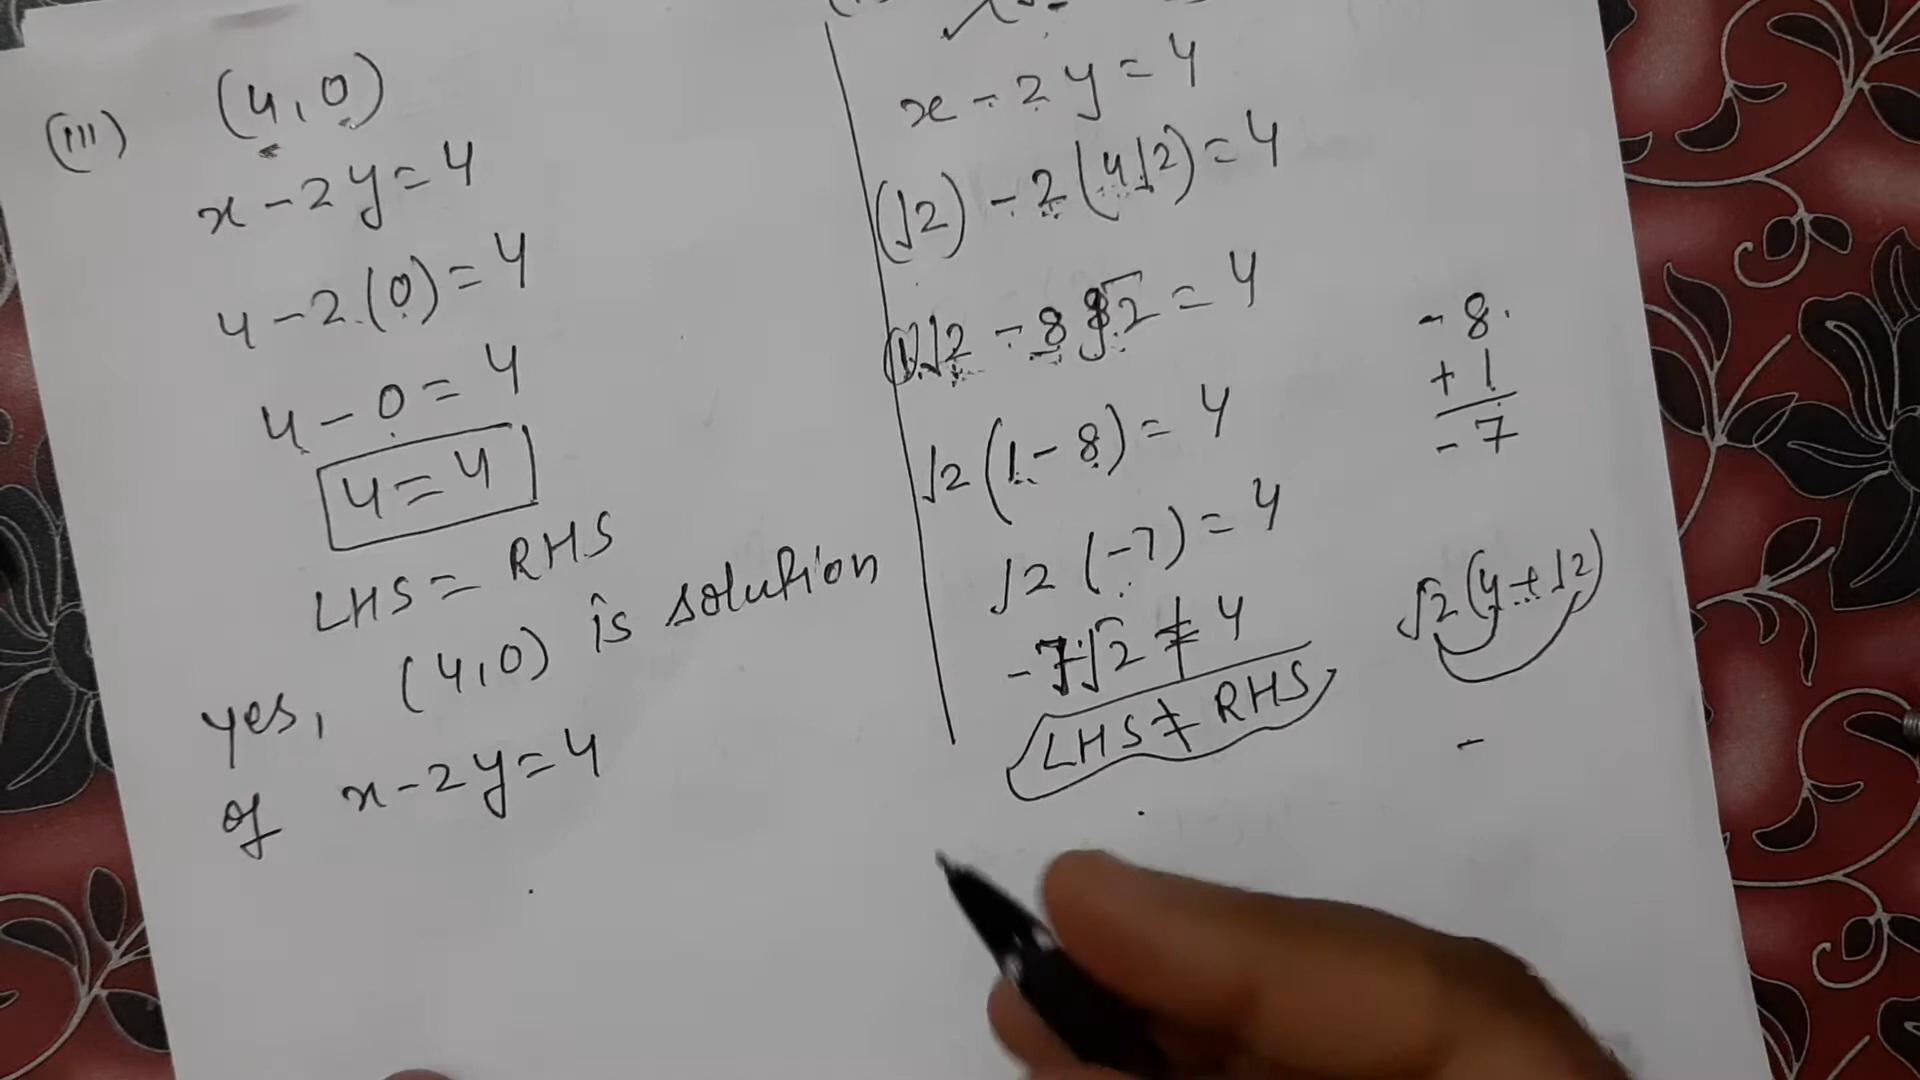 (iii) (4,0)
x-2y=4
4-2(0)=4
4-0=4
4=4
LHS=RHS
yes, (4,0) is solution
of x-2y=4
x-2y=4
(√2)-2(4√2)=4
(1)√2-8√2=4
√2(1-8)=4
√2(-7)=4
-7√2≠4
LHS≠RHS
-8
+1
-7
√2(y+√2)
-